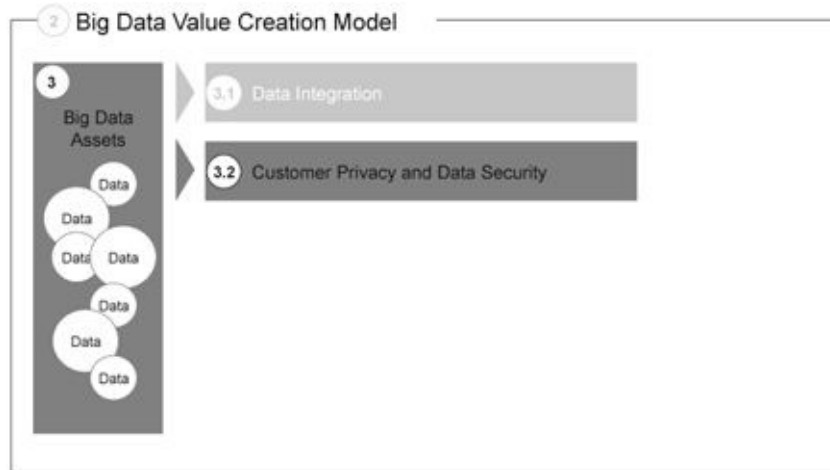 2 Big Data Value Creation Model
3
Big Data
Assets
Data
Data
Data Data
Data
Data
Data
3.1 Data Integration
3.2 Customer Privacy and Data Security